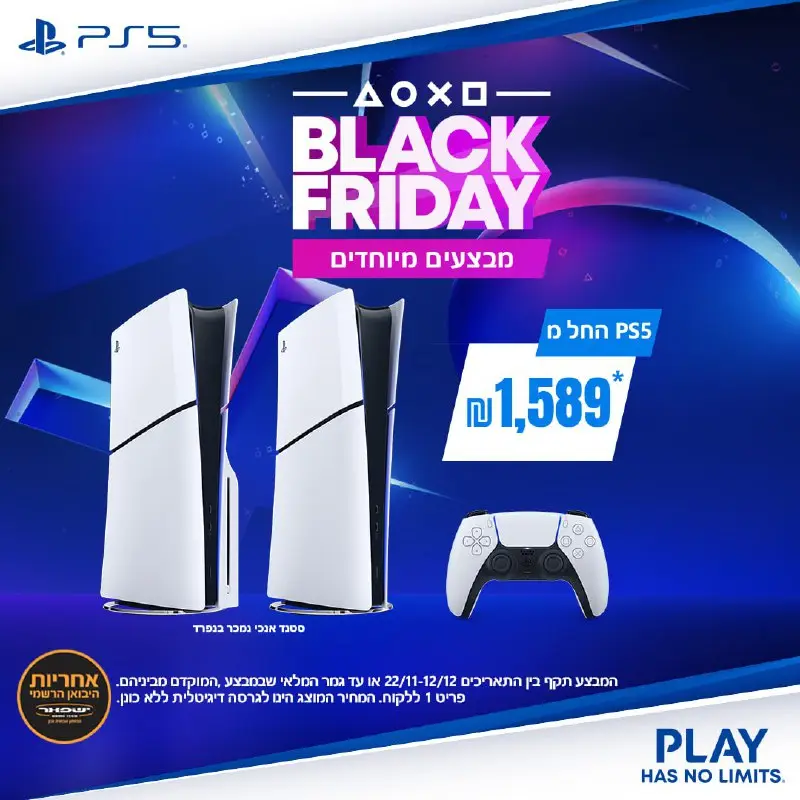 PS5
BLACK
FRIDAY
מבצעים מיוחדים
PS5 החל מ
1,589₪*
סטנד אנכי נמכר בנפרד
המבצע תקף בין התאריכים 22/11-12/12 או עד גמר המלאי שבמבצע ,המוקדם מביניהם.
פריט 1 ללקוח. המחיר המוצג הינו לגרסה דיגיטלית ללא כונן.
אחריות
היבואן הרשמי
ישפאר
PLAY
HAS NO LIMITS.